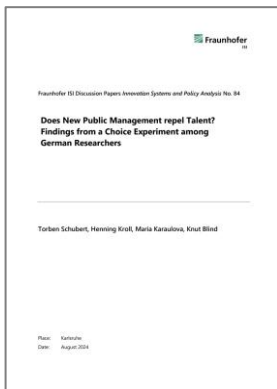 Fraunhofer
ISI
Fraunhofer ISI Discussion Papers Innovation Systems and Policy Analysis No. 84
Does New Public Management repel Talent?
Findings from a Choice Experiment among
German Researchers
Torben Schubert, Henning Kroll, Maria Karaulova, Knut Blind
Place: Karlsruhe
Date: August 2024